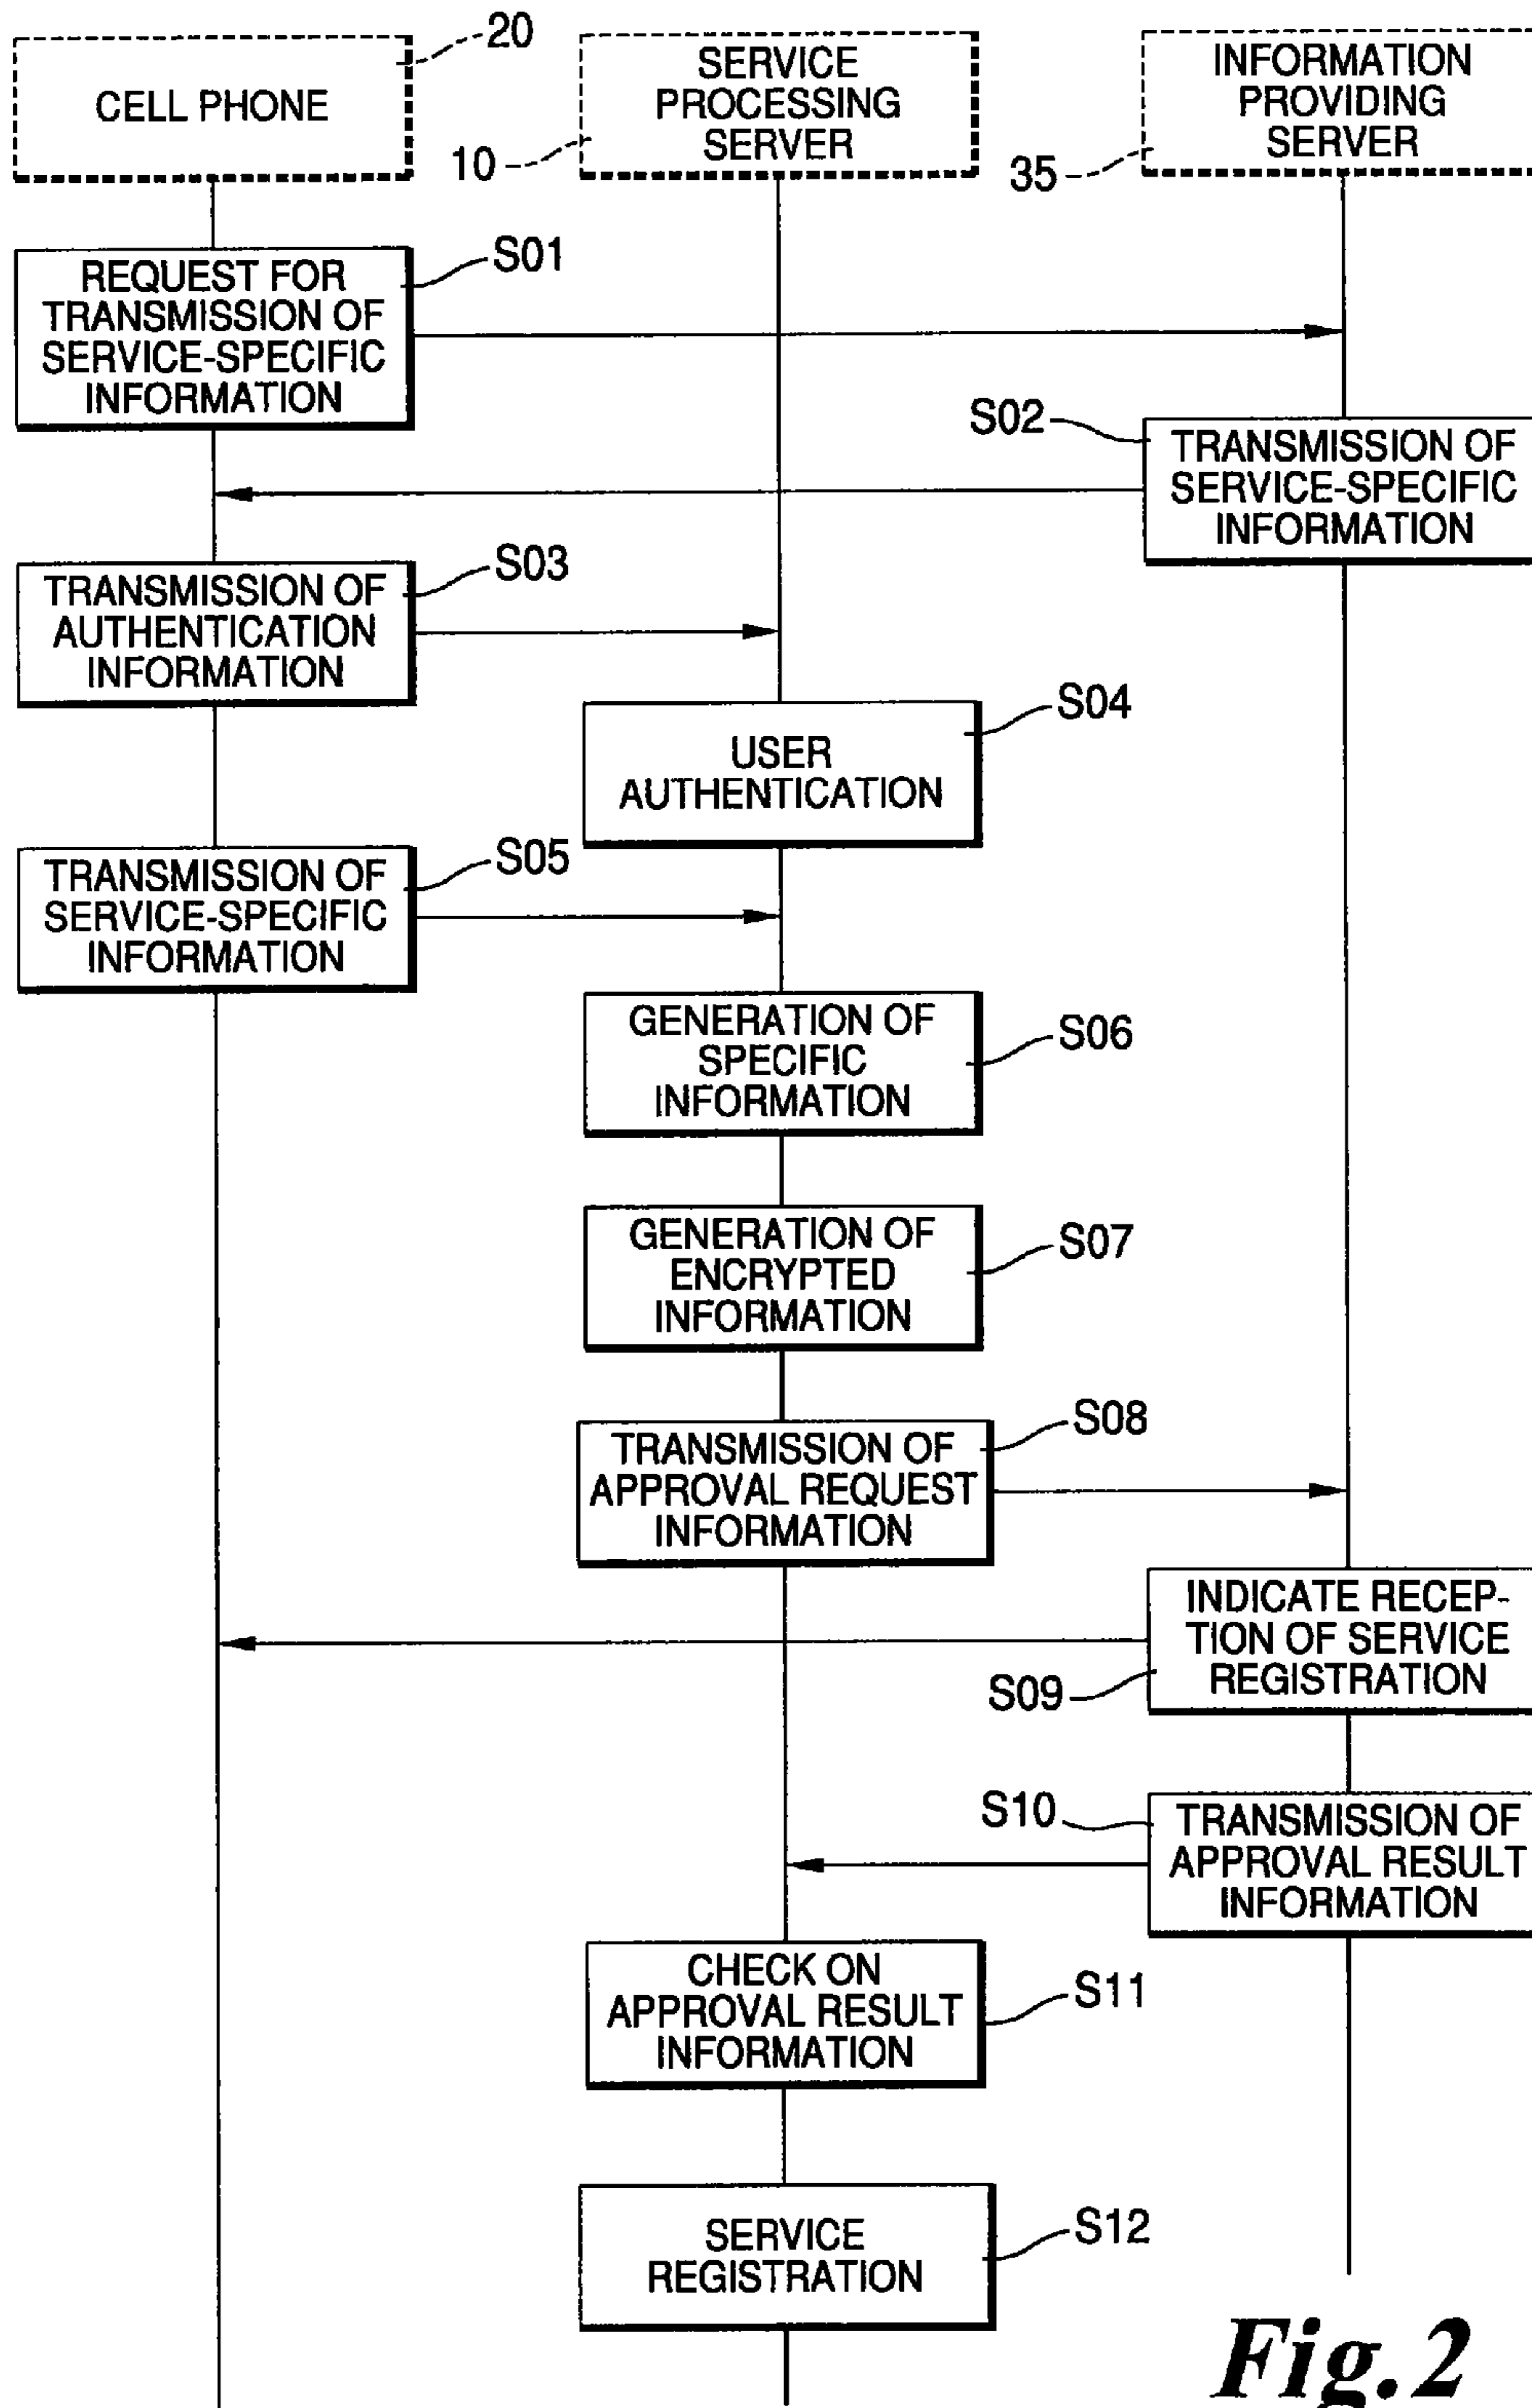 20
CELL PHONE
SERVICE
PROCESSING
SERVER
10
INFORMATION
PROVIDING
SERVER
35
REQUEST FOR
TRANSMISSION OF
SERVICE-SPECIFIC
INFORMATION
S01
S02
TRANSMISSION OF
SERVICE-SPECIFIC
INFORMATION
TRANSMISSION OF
AUTHENTICATION
INFORMATION
S03
USER
AUTHENTICATION
S04
TRANSMISSION OF
SERVICE-SPECIFIC
INFORMATION
S05
GENERATION OF
SPECIFIC
INFORMATION
S06
GENERATION OF
ENCRYPTED
INFORMATION
S07
TRANSMISSION OF
APPROVAL REQUEST
INFORMATION
S08
INDICATE RECEP-
TION OF SERVICE
REGISTRATION
S09
S10
TRANSMISSION OF
APPROVAL RESULT
INFORMATION
CHECK ON
APPROVAL RESULT
INFORMATION
S11
SERVICE
REGISTRATION
S12
Fig.2